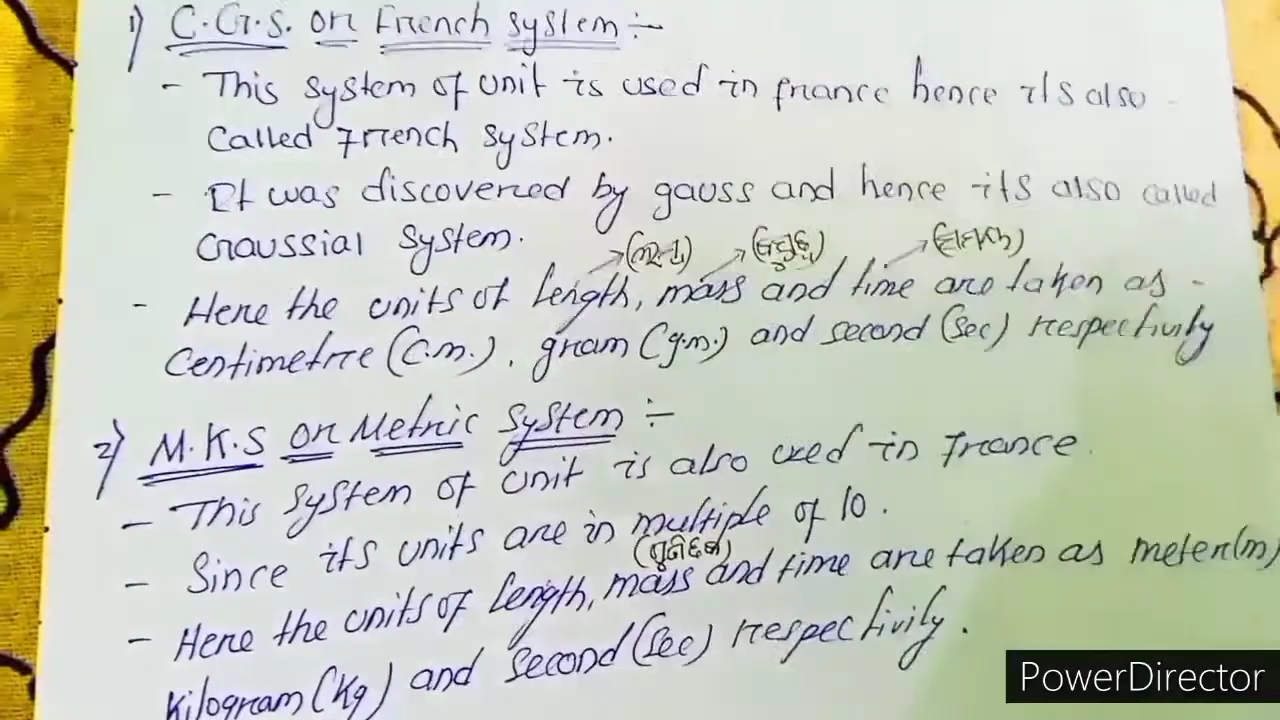 1) C.G.S. or French system :-
- This system of unit is used in france hence its also
Called French system.
- It was discovered by gauss and hence its also called
Graussial system.
- Here the units of length, mass and time are taken as -
Centimetre (C.m.), gram (g.m.) and second (Sec) respectivily
2) M.K.S or Metric System :-
- This system of unit is also used in France.
- Since its units are in multiple of 10.
(ଗୁଣିତକ)
- Here the units of length, mass and time are taken as meter(m)
kilogram (Kg) and second (Sec) respectivily.
PowerDirector